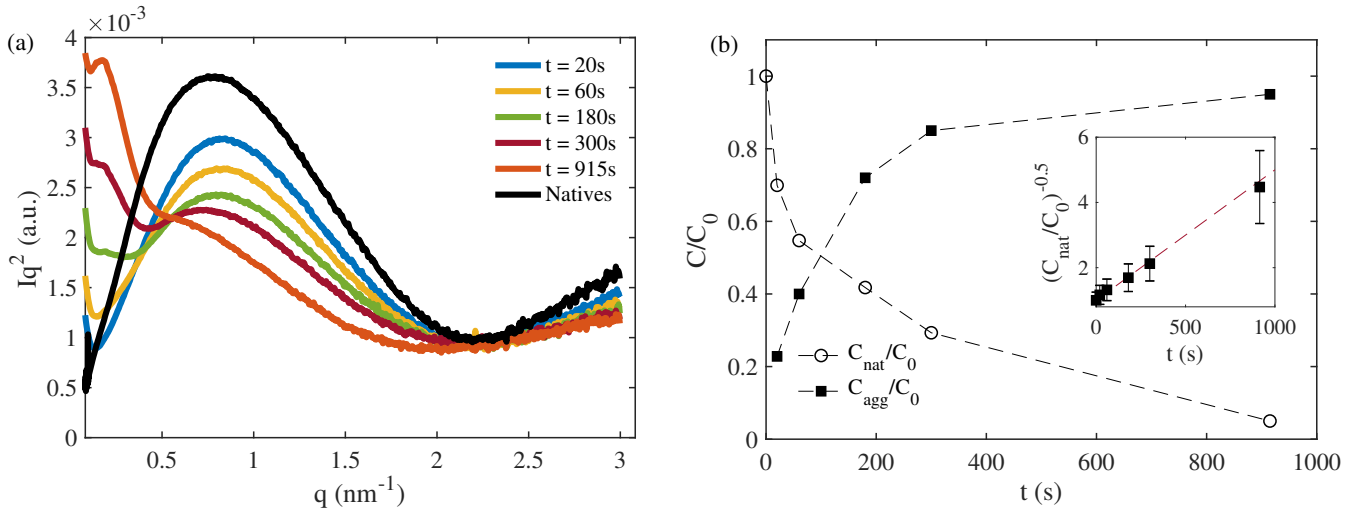 (a)
×10⁻³
4
3.5
3
2.5
2
1.5
1
0.5
0
Iq² (a.u.)
0.5 1 1.5 2 2.5 3
q (nm⁻¹)
t = 20s
t = 60s
t = 180s
t = 300s
t = 915s
Natives
(b)
1
0.8
0.6
0.4
0.2
0
C/C₀
0 200 400 600 800 1000
t (s)
C_nat/C₀
C_agg/C₀
6
4
2
(C_nat/C₀)⁻⁰·⁵
0 500 1000
t (s)